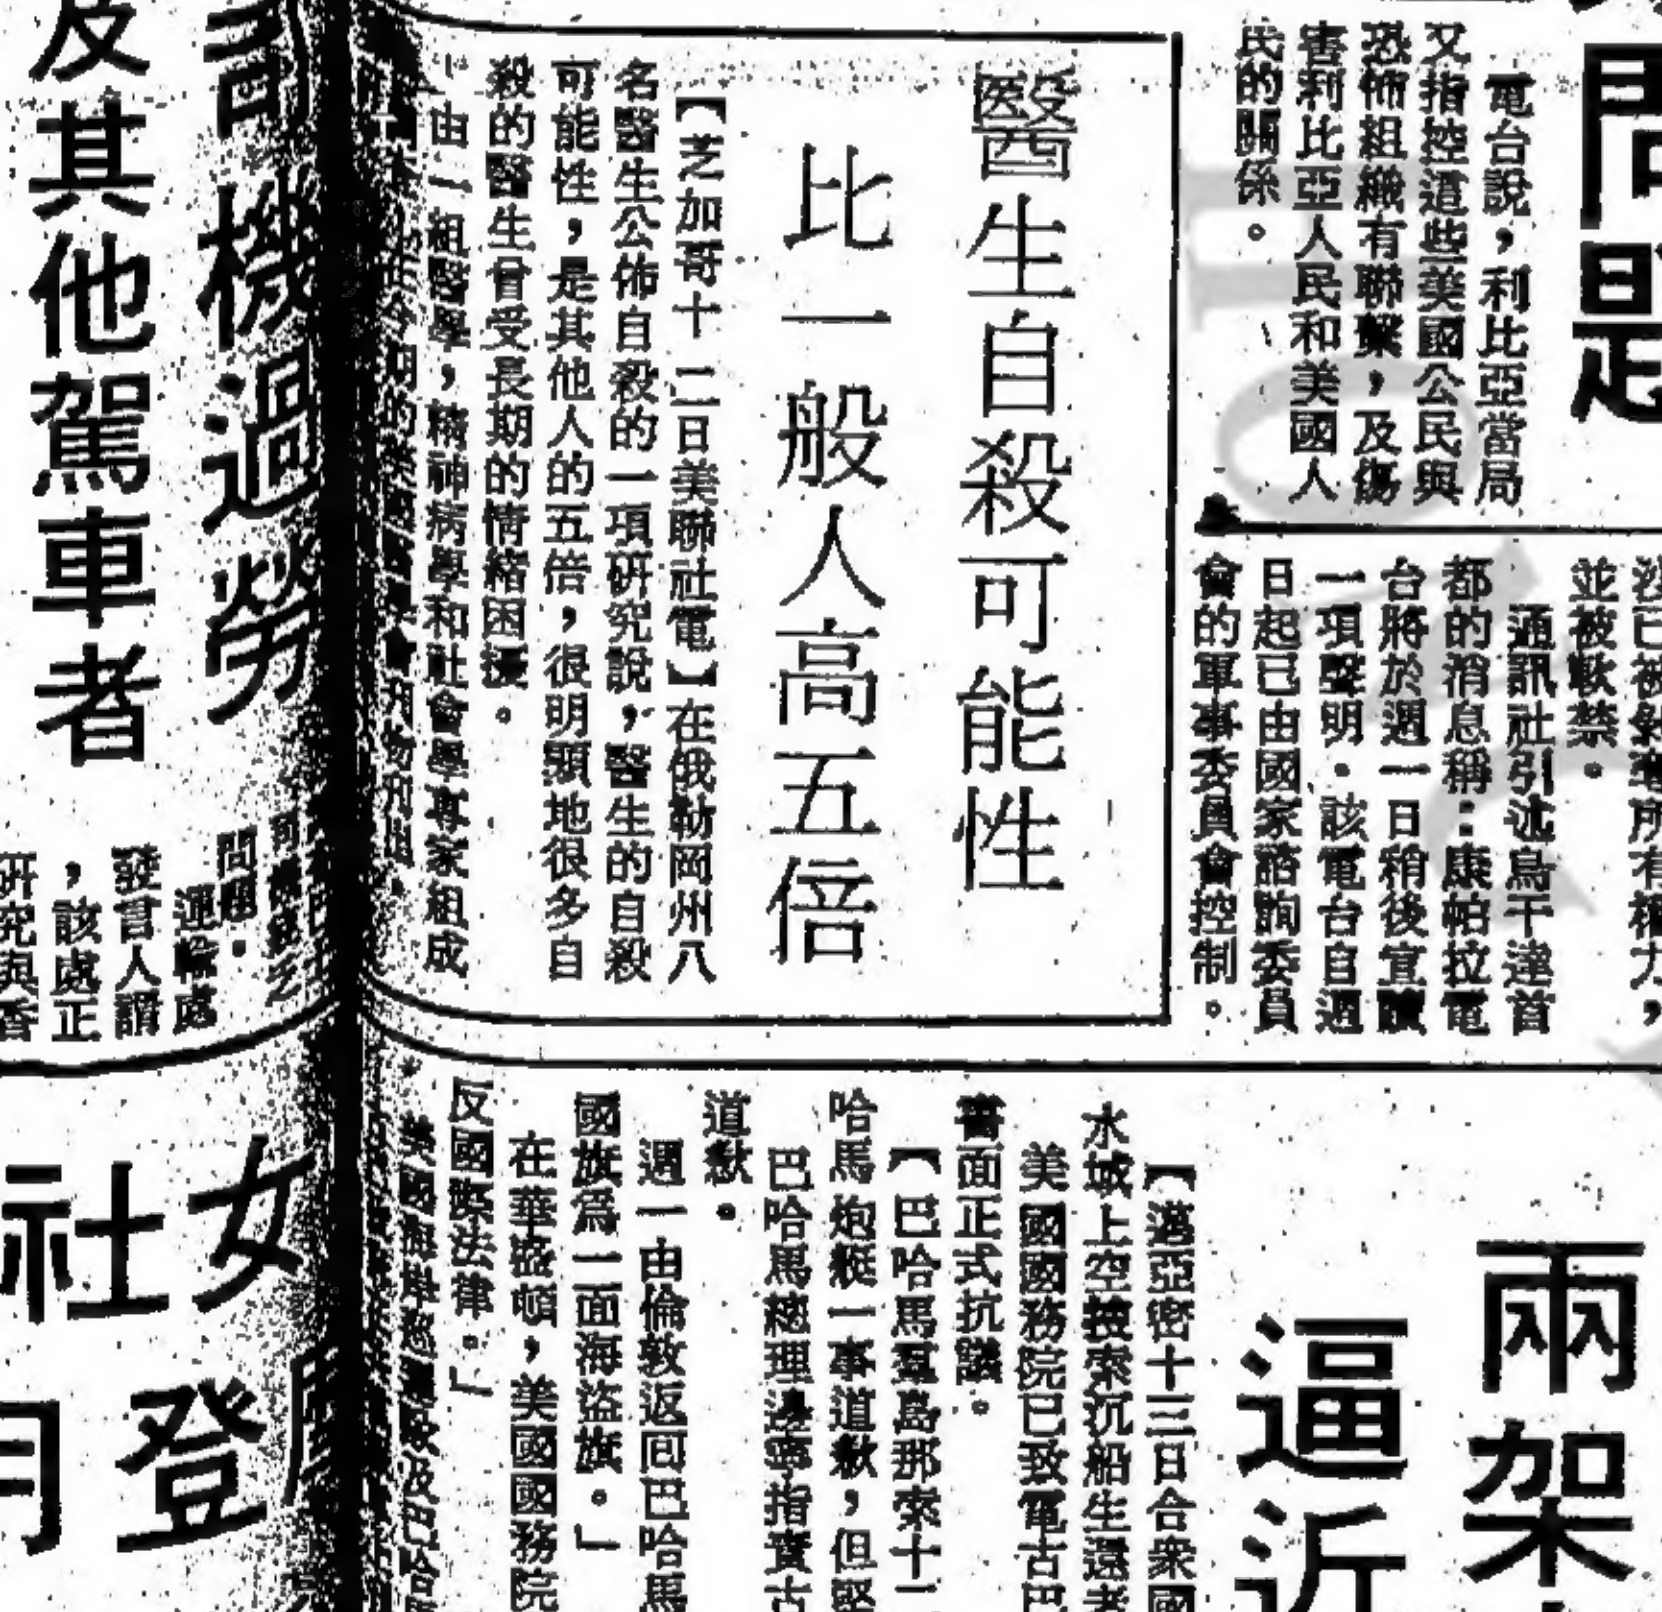 問是
電台說，利比亞當局
又指控這些美國公民與
恐怖組織有聯繫，及傷
害利比亞人民和美國人
民的關係。
所有權力，
並被軟禁。
通訊社引述烏干達首
都的消息稱：康帕拉電
台將於週一日稍後宣讀
一項聲明．該電台自週
日起已由國家諮詢委員
會的軍事委員會控制。
醫生自殺可能性
比一般人高五倍
【芝加哥十二日美聯社電】在俄勒岡州八
名醫生公佈自殺的一項研究說，醫生的自殺
可能性，是其他人的五倍，很明顯地很多自
殺的醫生曾受長期的情緒困擾。
由一組醫學，精神病學和社會學專家組成
司機過勞
及其他駕車者
問題．
運輸處
發言人謂
，該處正
研究與香
兩架
逼近
【邁亞密十三日合衆國
水域上空搜索沉船生還者
美國國務院已致電古巴
書面正式抗議。
【巴哈馬羣島那索十二
哈馬炮艇一事道歉，但堅
巴哈馬總理邊寧指責古
道歉．
週一由倫敦返回巴哈馬
國旗爲一面海盜旗。」
在華盛頓，美國國務院
反國際法律。」
女
登
社
月